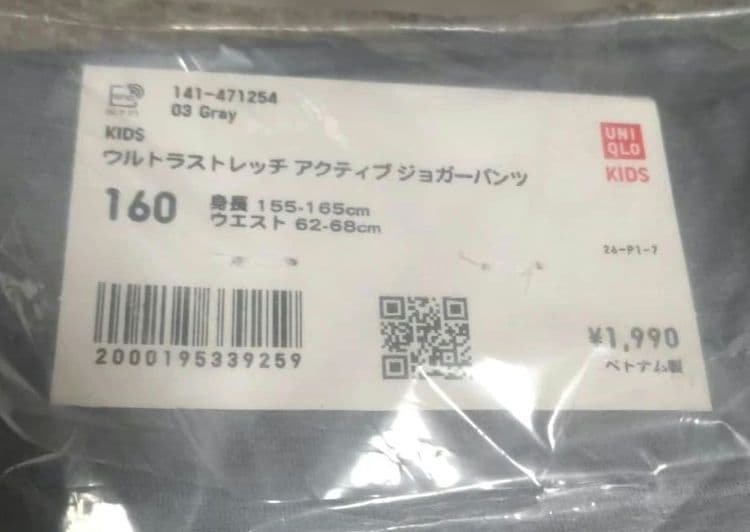 141-471254
03 Gray
KIDS
ウルトラストレッチ アクティブ ジョガーパンツ
UNI
QLO
KIDS
160
身長 155-165cm
ウエスト 62-68cm
26-P1-7
2000195339259
¥1,990
ベトナム製